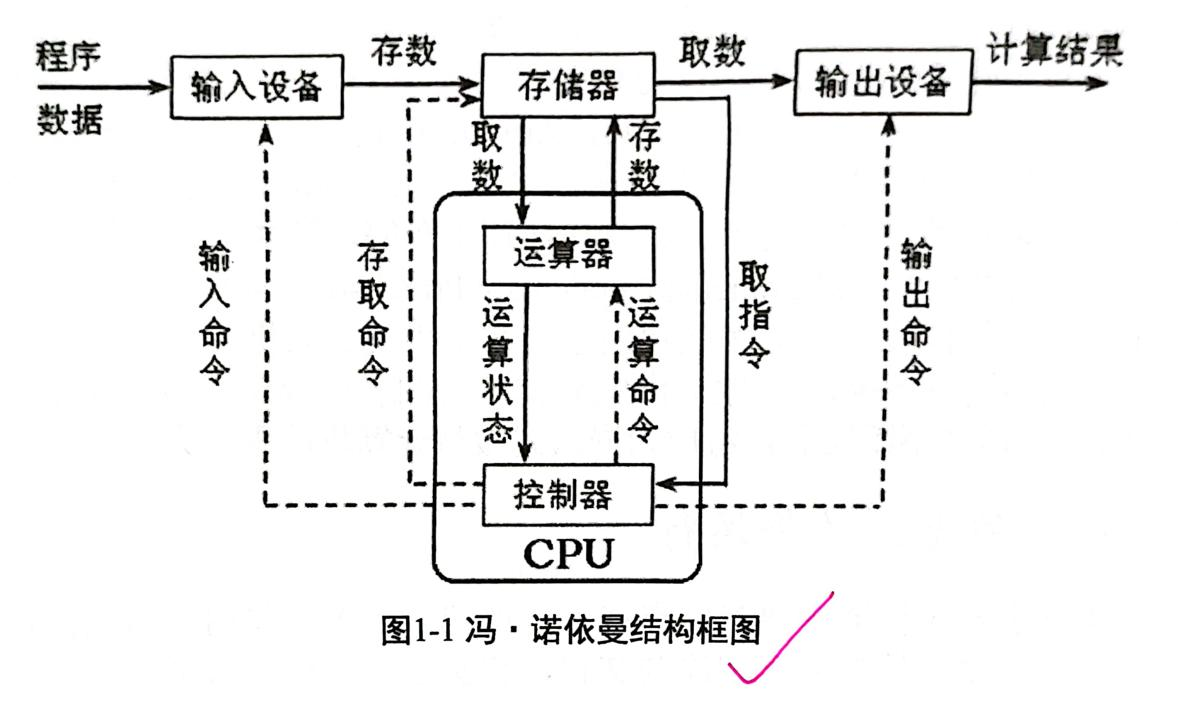 程序
数据
输入设备
存数
存储器
取数
输出设备
计算结果
取数
存数
运算器
输入命令
存取命令
运算状态
运算命令
取指令
输出命令
控制器
CPU
图1-1 冯·诺依曼结构框图